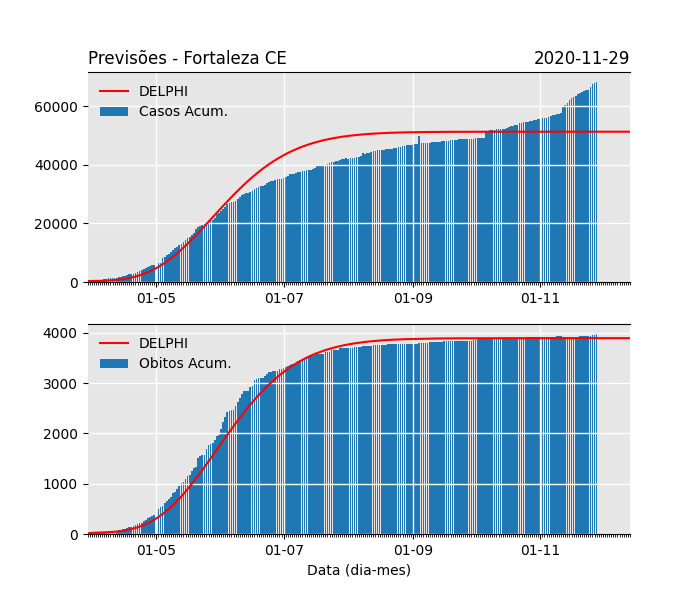 Previsões - Fortaleza CE 2020-11-29
DELPHI
Casos Acum.
60000
40000
20000
0
01-05 01-07 01-09 01-11
DELPHI
Obitos Acum.
4000
3000
2000
1000
0
01-05 01-07 01-09 01-11
Data (dia-mes)